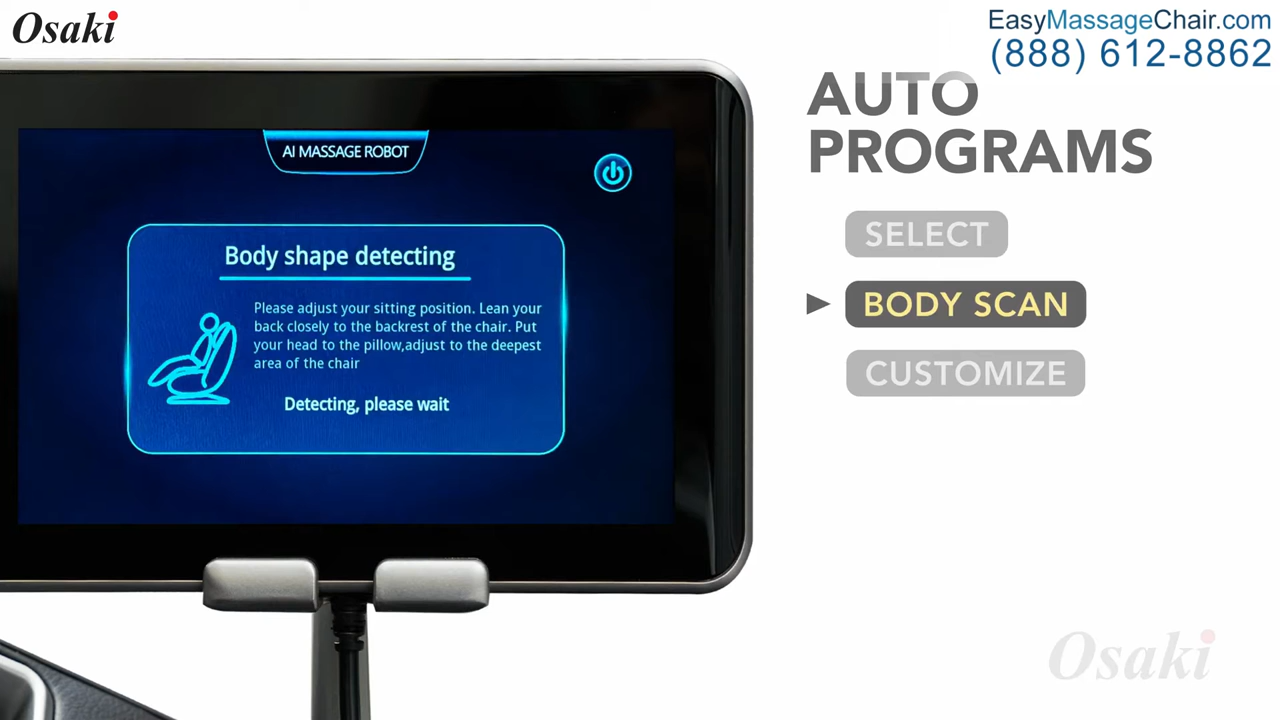 Osaki
EasyMassageChair.com
(888) 612-8862
AI MASSAGE ROBOT
Body shape detecting
Please adjust your sitting position. Lean your
back closely to the backrest of the chair. Put
your head to the pillow,adjust to the deepest
area of the chair
Detecting, please wait
AUTO
PROGRAMS
SELECT
BODY SCAN
CUSTOMIZE
Osaki